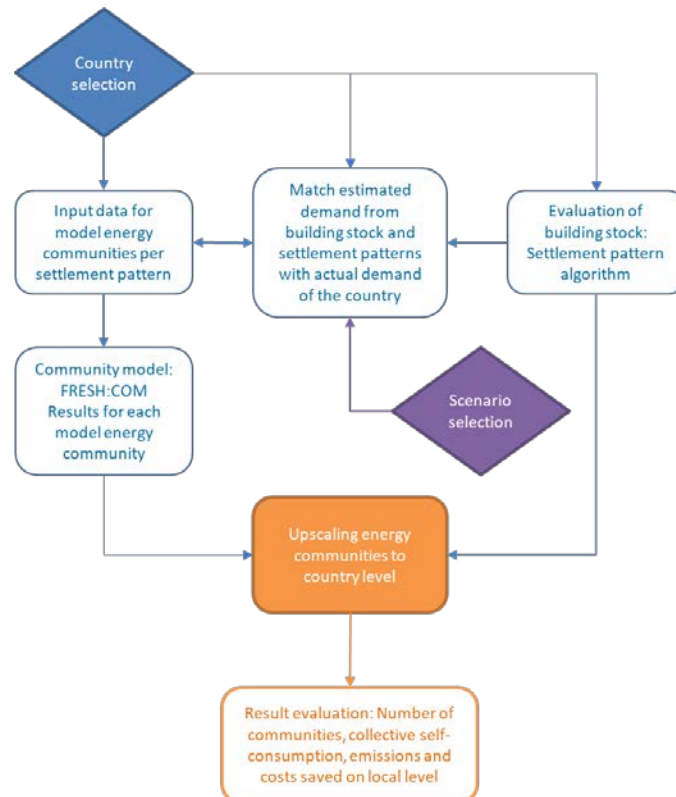 Country
selection
Input data for
model energy
communities per
settlement pattern
Match estimated
demand from
building stock and
settlement patterns
with actual demand
of the country
Evaluation of
building stock:
Settlement pattern
algorithm
Community model:
FRESH:COM
Results for each
model energy
community
Scenario
selection
Upscaling energy
communities to
country level
Result evaluation: Number of
communities, collective self-
consumption, emissions and
costs saved on local level